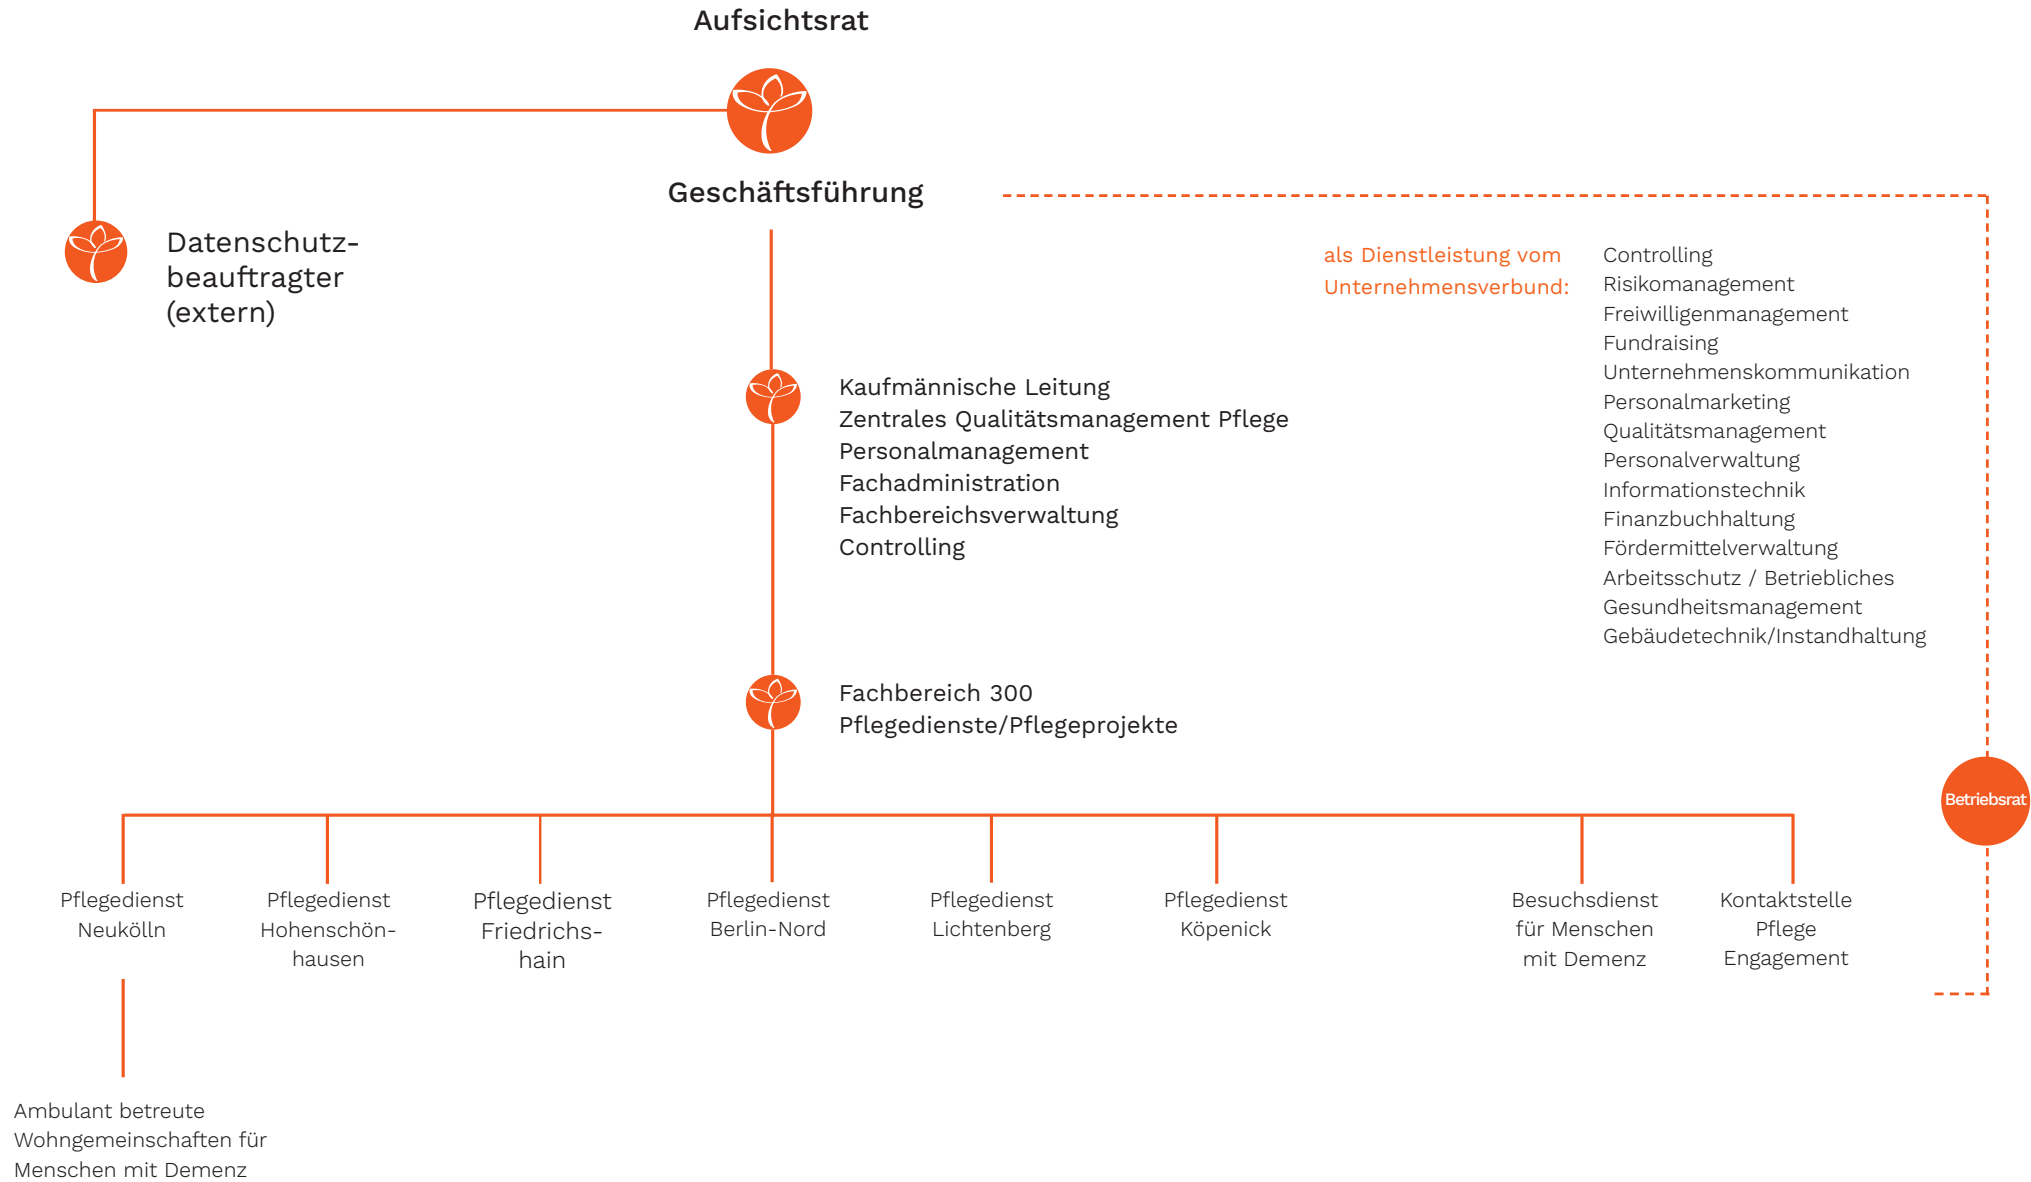 Aufsichtsrat
Geschäftsführung
Datenschutz-
beauftragter
(extern)
als Dienstleistung vom
Unternehmensverbund:
Controlling
Risikomanagement
Freiwilligenmanagement
Fundraising
Unternehmenskommunikation
Personalmarketing
Qualitätsmanagement
Personalverwaltung
Informationstechnik
Finanzbuchhaltung
Fördermittelverwaltung
Arbeitsschutz / Betriebliches
Gesundheitsmanagement
Gebäudetechnik/Instandhaltung
Kaufmännische Leitung
Zentrales Qualitätsmanagement Pflege
Personalmanagement
Fachadministration
Fachbereichsverwaltung
Controlling
Fachbereich 300
Pflegedienste/Pflegeprojekte
Betriebsrat
Pflegedienst
Neukölln
Pflegedienst
Hohenschön-
hausen
Pflegedienst
Friedrichs-
hain
Pflegedienst
Berlin-Nord
Pflegedienst
Lichtenberg
Pflegedienst
Köpenick
Besuchsdienst
für Menschen
mit Demenz
Kontaktstelle
Pflege
Engagement
Ambulant betreute
Wohngemeinschaften für
Menschen mit Demenz